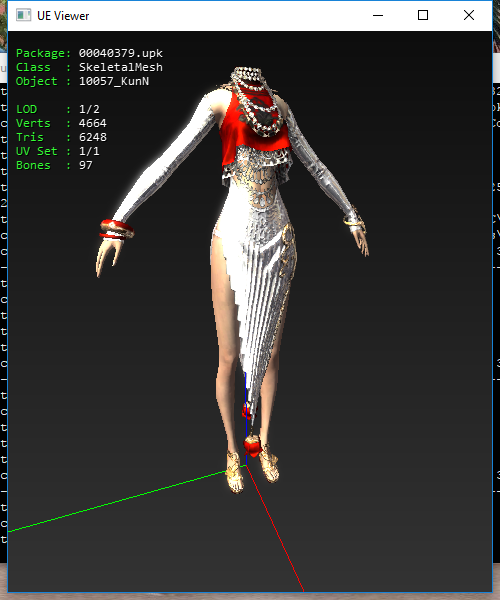 UE Viewer
Package: 00040379.upk
Class  : SkeletalMesh
Object : 10057_KunN
LOD    : 1/2
Verts  : 4664
Tris   : 6248
UV Set : 1/1
Bones  : 97